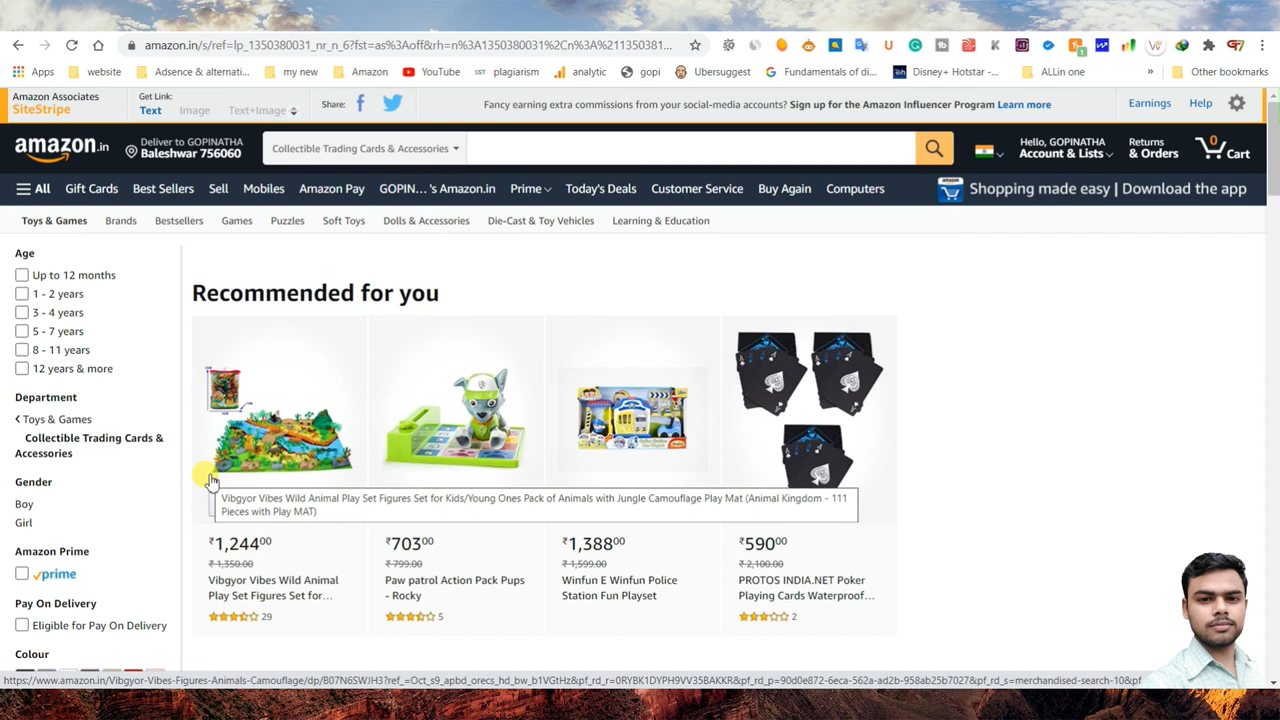 amazon.in/s/ref=lp_1350380031_nr_n_6?fst=as%3Aoff&rh=n%3A1350380031%2Cn%3A%211350381...
Apps website Adsence & alternati... my new Amazon YouTube SST plagiarism analytic gopi Ubersuggest Fundamentals of di... Disney+ Hotstar -... ALLin one » Other bookmarks
Amazon Associates
SiteStripe
Get Link:
Text Image Text+Image
Share:
Fancy earning extra commissions from your social-media accounts? Sign up for the Amazon Influencer Program Learn more
Earnings Help
amazon.in
Deliver to GOPINATHA
Baleshwar 756060
Collectible Trading Cards & Accessories
Hello, GOPINATHA
Account & Lists
Returns
& Orders
0
Cart
All Gift Cards Best Sellers Sell Mobiles Amazon Pay GOPIN... 's Amazon.in Prime Today's Deals Customer Service Buy Again Computers
Shopping made easy | Download the app
Toys & Games Brands Bestsellers Games Puzzles Soft Toys Dolls & Accessories Die-Cast & Toy Vehicles Learning & Education
Age
Up to 12 months
1 - 2 years
3 - 4 years
5 - 7 years
8 - 11 years
12 years & more
Department
Toys & Games
Collectible Trading Cards &
Accessories
Gender
Boy
Girl
Amazon Prime
prime
Pay On Delivery
Eligible for Pay On Delivery
Colour
Recommended for you
Vibgyor Vibes Wild Animal Play Set Figures Set for Kids/Young Ones Pack of Animals with Jungle Camouflage Play Mat (Animal Kingdom - 111
Pieces with Play MAT)
₹1,244⁰⁰
₹ 1,350.00
Vibgyor Vibes Wild Animal
Play Set Figures Set for...
29
₹703⁰⁰
₹ 799.00
Paw patrol Action Pack Pups
- Rocky
5
₹1,388⁰⁰
₹ 1,599.00
Winfun E Winfun Police
Station Fun Playset
₹590⁰⁰
₹ 2,100.00
PROTOS INDIA.NET Poker
Playing Cards Waterproof...
2
https://www.amazon.in/Vibgyor-Vibes-Figures-Animals-Camouflage/dp/B07N6SWJH3?ref_=Oct_s9_apbd_orecs_hd_bw_b1VGtHz&pf_rd_r=0RYBK1DYPH9VV35BAKKR&pf_rd_p=90d0e872-6eca-562a-ad2b-958ab25b7027&pf_rd_s=merchandised-search-10&pf